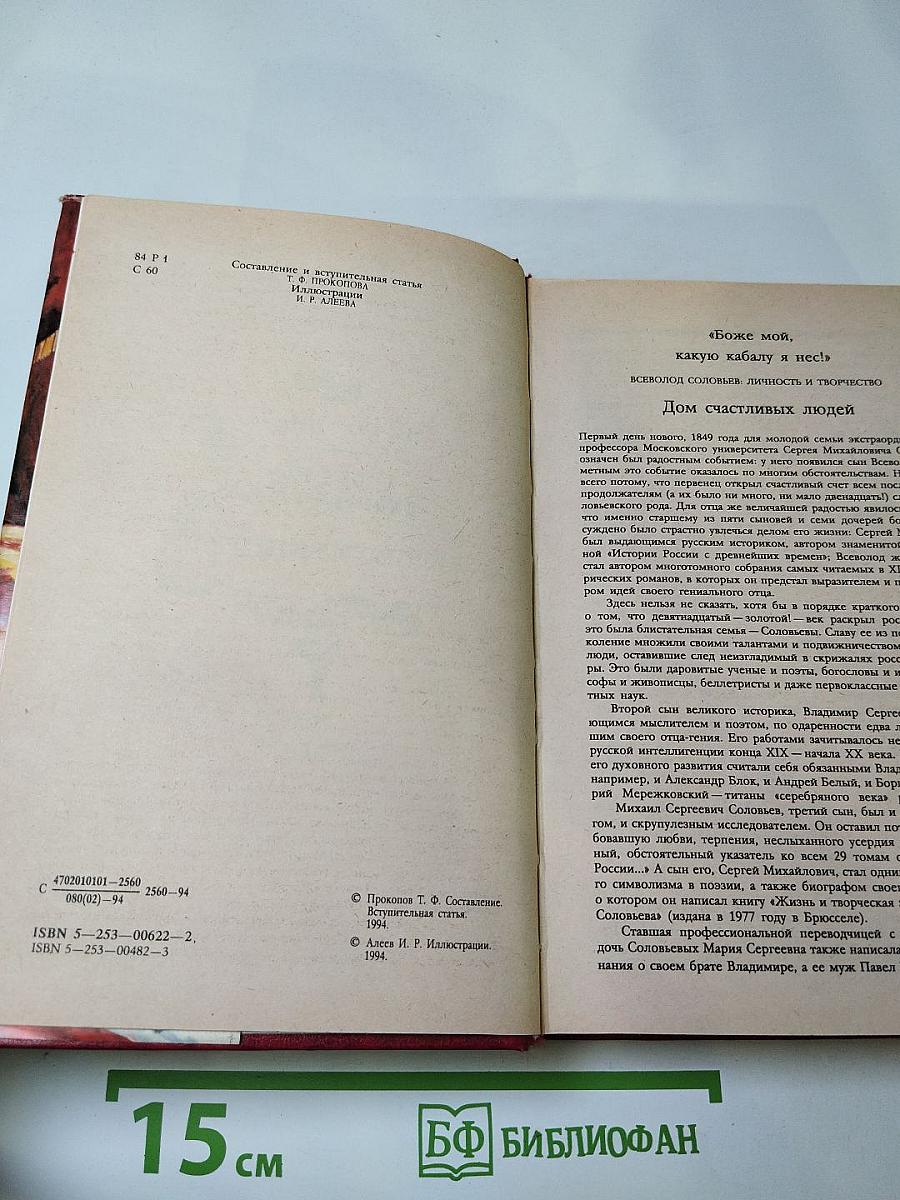 84 Р 1
С 60
Составление и вступительная статья
Т. Ф. ПРОКОПОВА
Иллюстрации
И. Р. АЛЕЕВА
С 4702010101—2560
080(02)—94
2560—94
ISBN 5—253—00622—2,
ISBN 5—253—00482—3
© Прокопов Т. Ф. Составление.
Вступительная статья.
1994.
© Алеев И. Р. Иллюстрации.
1994.
«Боже мой,
какую кабалу я нес!»
ВСЕВОЛОД СОЛОВЬЕВ: ЛИЧНОСТЬ И ТВОРЧЕСТВО
Дом счастливых людей
Первый день нового, 1849 года для молодой семьи экстраорд
профессора Московского университета Сергея Михайловича С
означен был радостным событием: у него появился сын Всево
метным это событие оказалось по многим обстоятельствам. Н
всего потому, что первенец открыл счастливый счет всем посл
продолжателям (а их было ни много, ни мало двенадцать!) сл
ловьевского рода. Для отца же величайшей радостью явилос
что именно старшему из пяти сыновей и семи дочерей бо
суждено было страстно увлечься делом его жизни: Сергей М
был выдающимся русским историком, автором знаменитой
ной «Истории России с древнейших времен»; Всеволод ж
стал автором многотомного собрания самых читаемых в XI
рических романов, в которых он предстал выразителем и п
ром идей своего гениального отца.
Здесь нельзя не сказать, хотя бы в порядке краткого
о том, что девятнадцатый — золотой! — век раскрыл рос
это была блистательная семья — Соловьевы. Славу ее из по
коление множили своими талантами и подвижничеством
люди, оставившие след неизгладимый в скрижалях росс
ры. Это были даровитые ученые и поэты, богословы и и
софы и живописцы, беллетристы и даже первоклассные
тных наук.
Второй сын великого историка, Владимир Серге
ющимся мыслителем и поэтом, по одаренности едва л
шим своего отца-гения. Его работами зачитывалось не
русской интеллигенции конца XIX — начала XX века.
его духовного развития считали себя обязанными Влад
например, и Александр Блок, и Андрей Белый, и Бори
рий Мережковский — титаны «серебряного века» р
Михаил Сергеевич Соловьев, третий сын, был и
гом, и скрупулезным исследователем. Он оставил пот
бовавшую любви, терпения, неслыханного усердия
ный, обстоятельный указатель ко всем 29 томам «
России...» А сын его, Сергей Михайлович, стал одни
го символизма в поэзии, а также биографом свое
о котором он написал книгу «Жизнь и творческая э
Соловьева» (издана в 1977 году в Брюсселе).
Ставшая профессиональной переводчицей с
дочь Соловьевых Мария Сергеевна также написала
нания о своем брате Владимире, а ее муж Павел
15 см
БФ БИБЛИОФАН